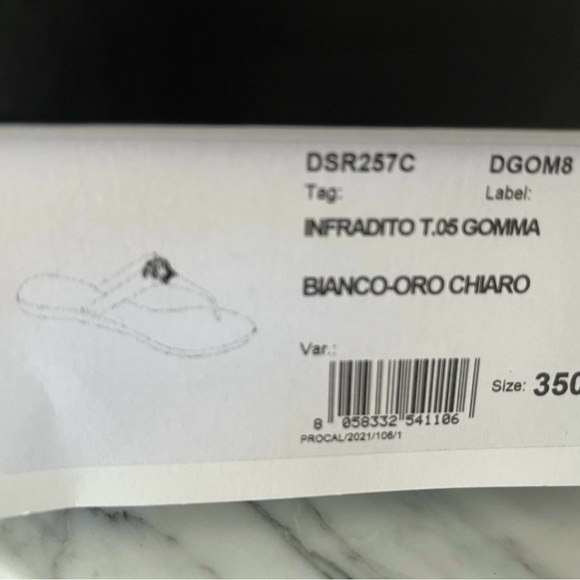 DSR257C DGOM8
Tag: Label:
INFRADITO T.05 GOMMA
BIANCO-ORO CHIARO
Var.:
Size: 350
8 058332 541106
PROCAL/2021/106/1